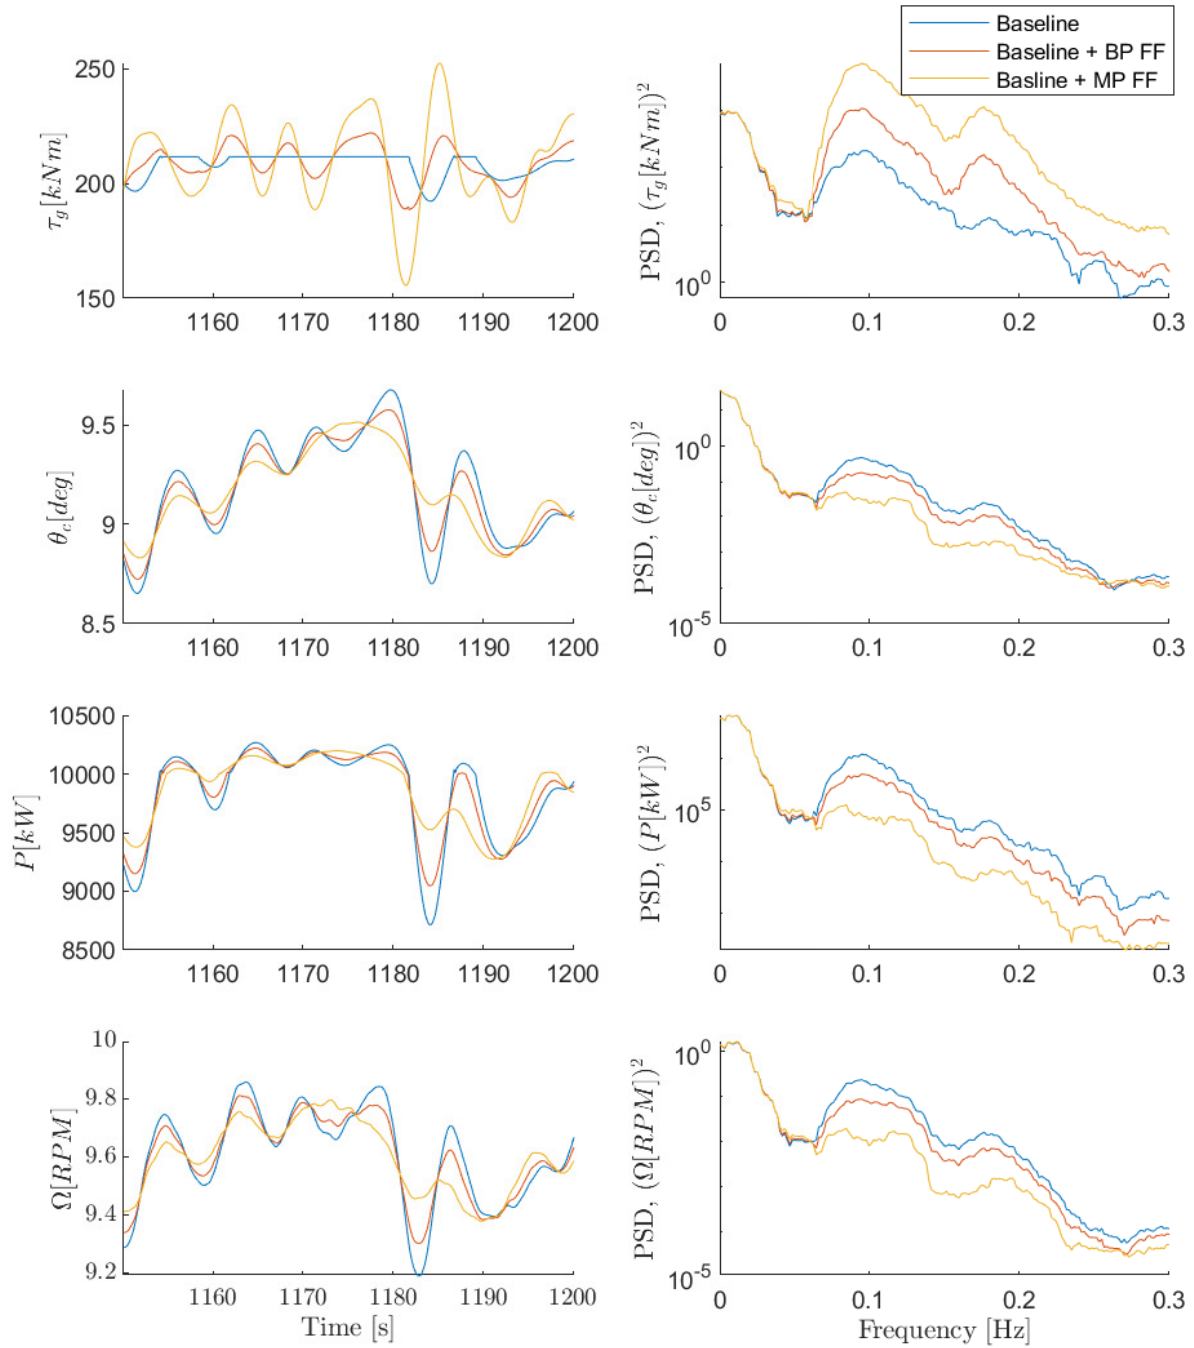 Baseline
Baseline + BP FF
Basline + MP FF
250
200
150
τg[kNm]
1160 1170 1180 1190 1200
PSD, (τg[kNm])²
10⁰
0 0.1 0.2 0.3
9.5
9
8.5
θc[deg]
1160 1170 1180 1190 1200
PSD, (θc[deg])²
10⁰
10⁻⁵
0 0.1 0.2 0.3
10500
10000
9500
9000
8500
P[kW]
1160 1170 1180 1190 1200
PSD, (P[kW])²
10⁵
0 0.1 0.2 0.3
10
9.8
9.6
9.4
9.2
Ω[RPM]
1160 1170 1180 1190 1200
Time [s]
PSD, (Ω[RPM])²
10⁰
10⁻⁵
0 0.1 0.2 0.3
Frequency [Hz]